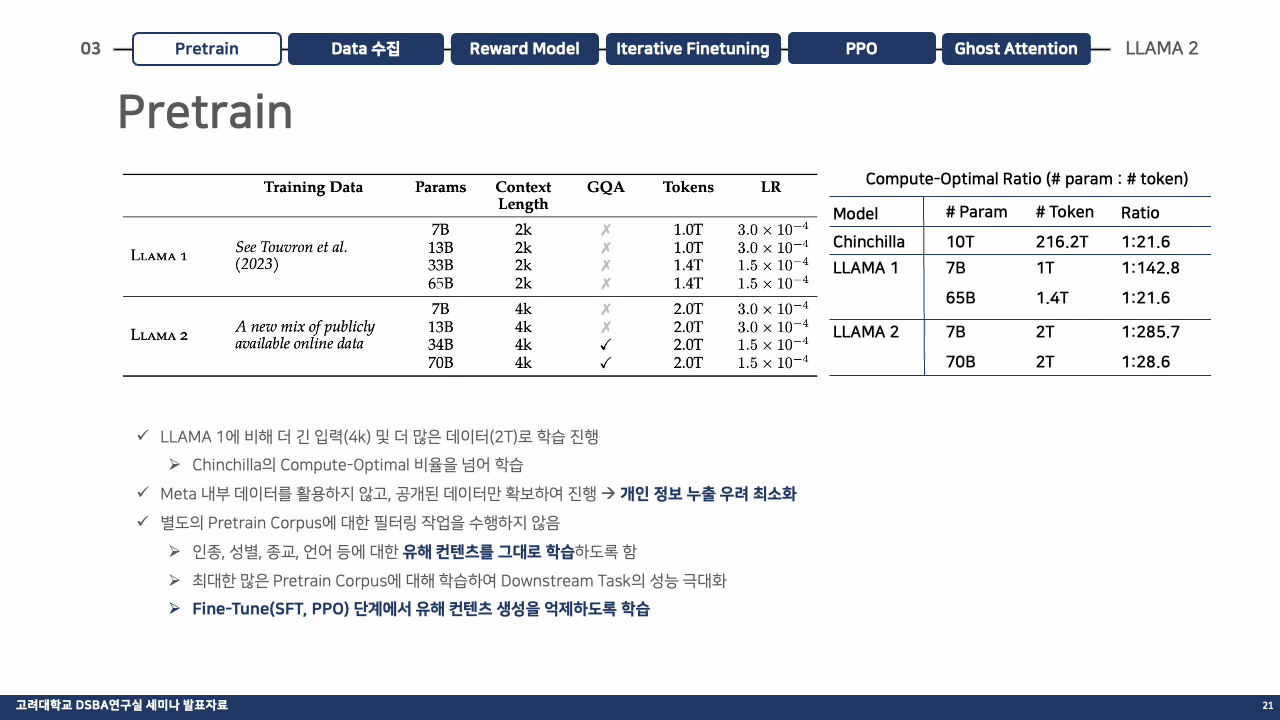 03 Pretrain Data 수집 Reward Model Iterative Finetuning PPO Ghost Attention LLAMA 2
Pretrain
Training Data Params Context Length GQA Tokens LR
LLAMA 1 See Touvron et al. (2023)
7B 2k ✗ 1.0T 3.0 × 10⁻⁴
13B 2k ✗ 1.0T 3.0 × 10⁻⁴
33B 2k ✗ 1.4T 1.5 × 10⁻⁴
65B 2k ✗ 1.4T 1.5 × 10⁻⁴
LLAMA 2 A new mix of publicly available online data
7B 4k ✗ 2.0T 3.0 × 10⁻⁴
13B 4k ✗ 2.0T 3.0 × 10⁻⁴
34B 4k ✓ 2.0T 1.5 × 10⁻⁴
70B 4k ✓ 2.0T 1.5 × 10⁻⁴
Compute-Optimal Ratio (# param : # token)
Model # Param # Token Ratio
Chinchilla 10T 216.2T 1:21.6
LLAMA 1 7B 1T 1:142.8
65B 1.4T 1:21.6
LLAMA 2 7B 2T 1:285.7
70B 2T 1:28.6
✓ LLAMA 1에 비해 더 긴 입력(4k) 및 더 많은 데이터(2T)로 학습 진행
➢ Chinchilla의 Compute-Optimal 비율을 넘어 학습
✓ Meta 내부 데이터를 활용하지 않고, 공개된 데이터만 확보하여 진행 → 개인 정보 누출 우려 최소화
✓ 별도의 Pretrain Corpus에 대한 필터링 작업을 수행하지 않음
➢ 인종, 성별, 종교, 언어 등에 대한 유해 컨텐츠를 그대로 학습하도록 함
➢ 최대한 많은 Pretrain Corpus에 대해 학습하여 Downstream Task의 성능 극대화
➢ Fine-Tune(SFT, PPO) 단계에서 유해 컨텐츠 생성을 억제하도록 학습
고려대학교 DSBA연구실 세미나 발표자료
21